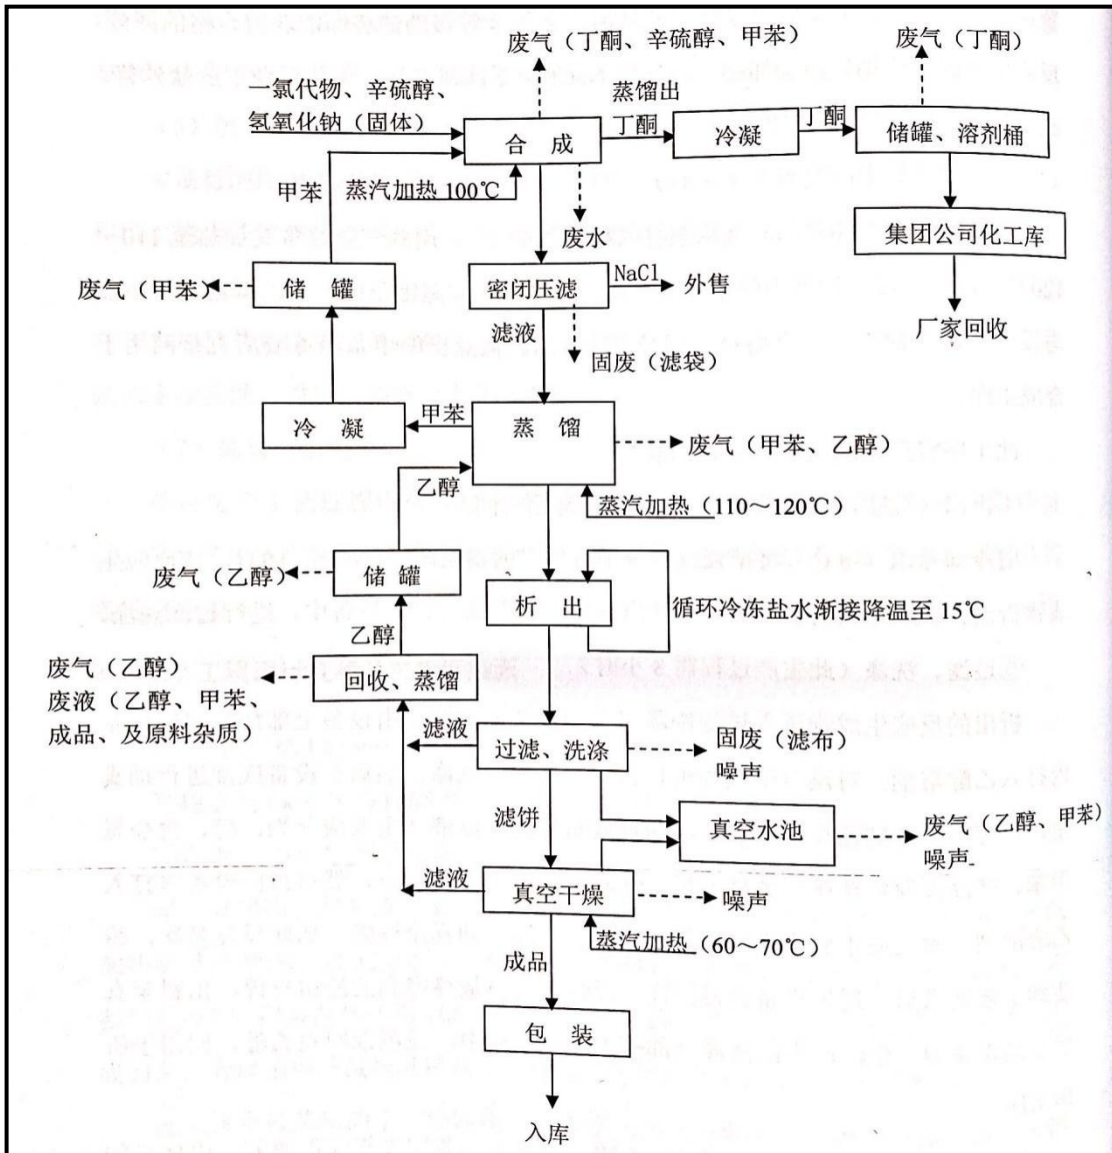 废气（丁酮、辛硫醇、甲苯）
废气（丁酮）
一氯代物、辛硫醇、
氢氧化钠（固体）
合 成
蒸馏出
丁酮
冷凝
丁酮
储罐、溶剂桶
甲苯
蒸汽加热 100℃
废水
集团公司化工库
废气（甲苯）
储 罐
密闭压滤
NaCl
外售
厂家回收
滤液
固废（滤袋）
冷 凝
甲苯
蒸 馏
废气（甲苯、乙醇）
乙醇
蒸汽加热（110～120℃）
废气（乙醇）
储 罐
析 出
循环冷冻盐水渐接降温至 15℃
乙醇
废气（乙醇）
废液（乙醇、甲苯、
成品、及原料杂质）
回收、蒸馏
滤液
过滤、洗涤
固废（滤布）
噪声
滤饼
真空水池
废气（乙醇、甲苯）
噪声
滤液
真空干燥
噪声
蒸汽加热（60～70℃）
成品
包 装
入库